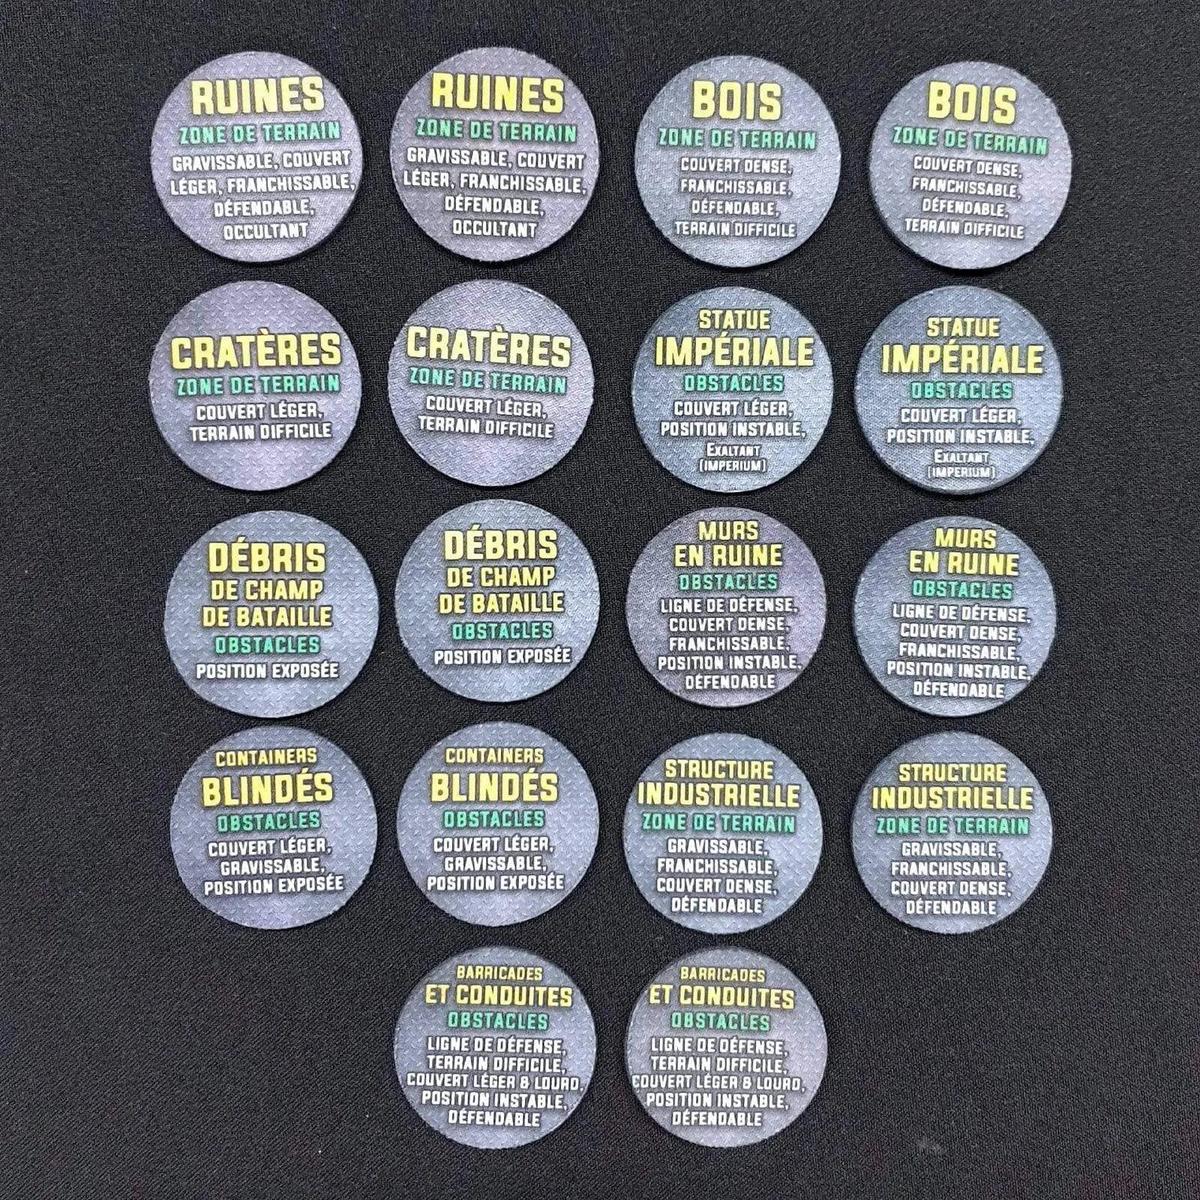 RUINES
ZONE DE TERRAIN
GRAVISSABLE, COUVERT
LÉGER, FRANCHISSABLE,
DÉFENDABLE,
OCCULTANT
RUINES
ZONE DE TERRAIN
GRAVISSABLE, COUVERT
LÉGER, FRANCHISSABLE,
DÉFENDABLE,
OCCULTANT
BOIS
ZONE DE TERRAIN
COUVERT DENSE,
FRANCHISSABLE,
DÉFENDABLE,
TERRAIN DIFFICILE
BOIS
ZONE DE TERRAIN
COUVERT DENSE,
FRANCHISSABLE,
DÉFENDABLE,
TERRAIN DIFFICILE
CRATÈRES
ZONE DE TERRAIN
COUVERT LÉGER,
TERRAIN DIFFICILE
CRATÈRES
ZONE DE TERRAIN
COUVERT LÉGER,
TERRAIN DIFFICILE
STATUE
IMPÉRIALE
OBSTACLES
COUVERT LÉGER,
POSITION INSTABLE,
EXALTANT
(IMPERIUM)
STATUE
IMPÉRIALE
OBSTACLES
COUVERT LÉGER,
POSITION INSTABLE,
EXALTANT
(IMPERIUM)
DÉBRIS
DE CHAMP
DE BATAILLE
OBSTACLES
POSITION EXPOSÉE
DÉBRIS
DE CHAMP
DE BATAILLE
OBSTACLES
POSITION EXPOSÉE
MURS
EN RUINE
OBSTACLES
LIGNE DE DÉFENSE,
COUVERT DENSE,
FRANCHISSABLE,
POSITION INSTABLE,
DÉFENDABLE
MURS
EN RUINE
OBSTACLES
LIGNE DE DÉFENSE,
COUVERT DENSE,
FRANCHISSABLE,
POSITION INSTABLE,
DÉFENDABLE
CONTAINERS
BLINDÉS
OBSTACLES
COUVERT LÉGER,
GRAVISSABLE,
POSITION EXPOSÉE
CONTAINERS
BLINDÉS
OBSTACLES
COUVERT LÉGER,
GRAVISSABLE,
POSITION EXPOSÉE
STRUCTURE
INDUSTRIELLE
ZONE DE TERRAIN
GRAVISSABLE,
FRANCHISSABLE,
COUVERT DENSE,
DÉFENDABLE
STRUCTURE
INDUSTRIELLE
ZONE DE TERRAIN
GRAVISSABLE,
FRANCHISSABLE,
COUVERT DENSE,
DÉFENDABLE
BARRICADES
ET CONDUITES
OBSTACLES
LIGNE DE DÉFENSE,
TERRAIN DIFFICILE,
COUVERT LÉGER & LOURD,
POSITION INSTABLE,
DÉFENDABLE
BARRICADES
ET CONDUITES
OBSTACLES
LIGNE DE DÉFENSE,
TERRAIN DIFFICILE,
COUVERT LÉGER & LOURD,
POSITION INSTABLE,
DÉFENDABLE